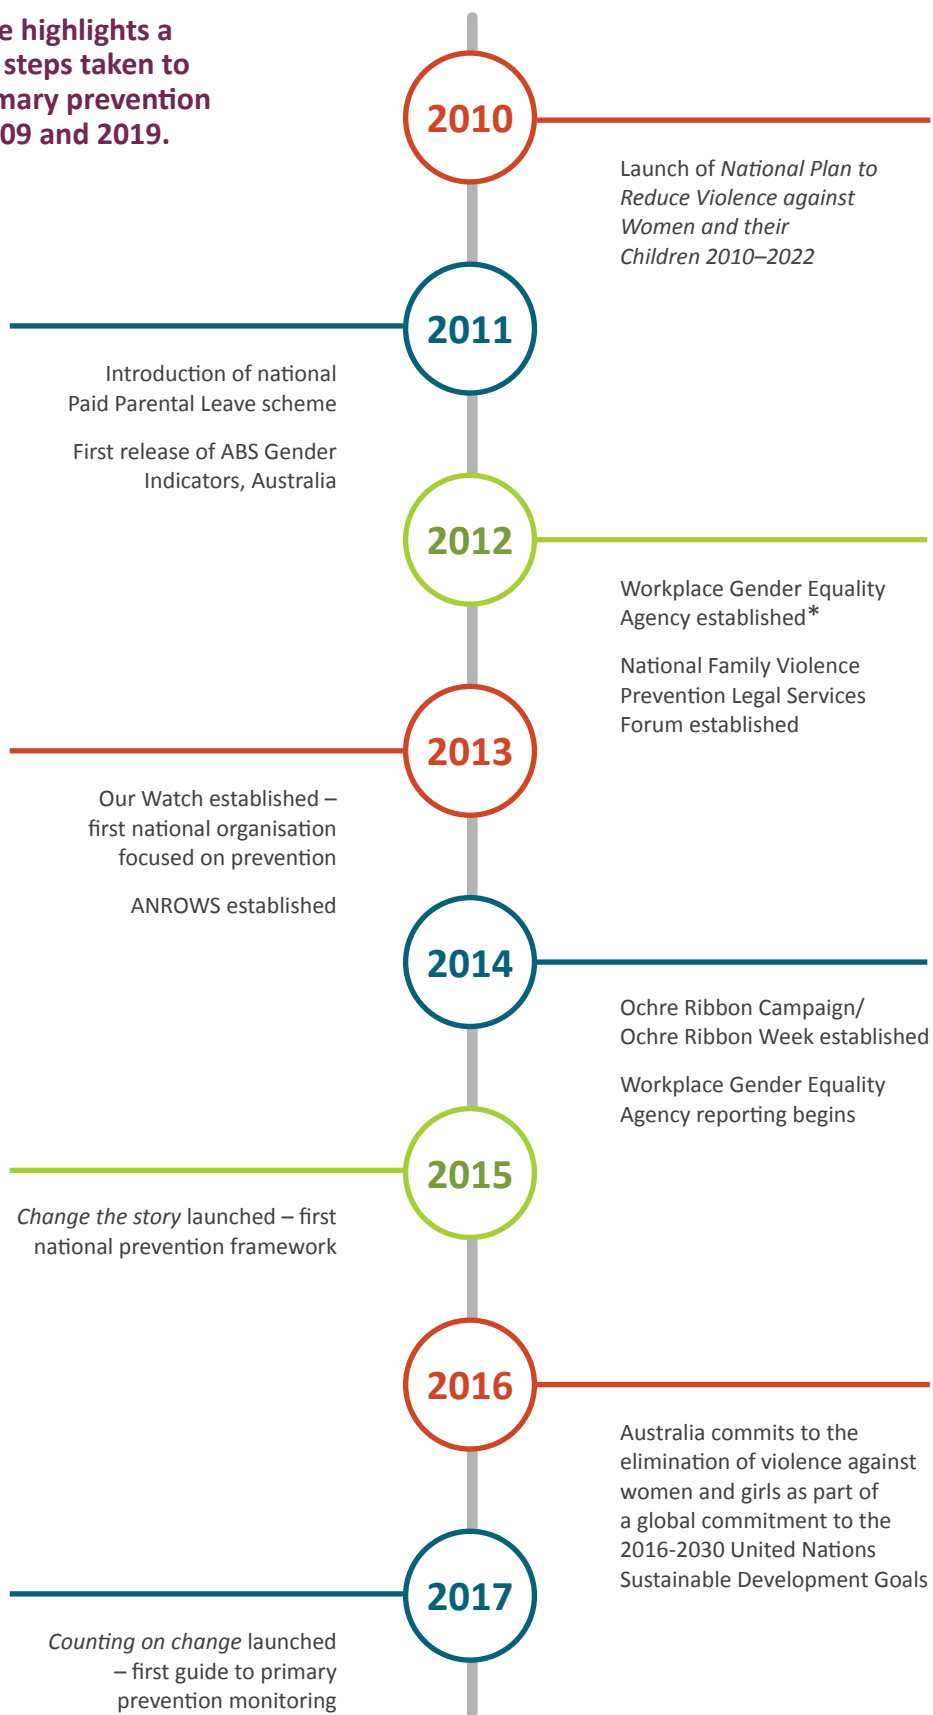 e highlights a
steps taken to
mary prevention
09 and 2019.
2010
Launch of National Plan to
Reduce Violence against
Women and their
Children 2010–2022
2011
Introduction of national
Paid Parental Leave scheme
First release of ABS Gender
Indicators, Australia
2012
Workplace Gender Equality
Agency established*
National Family Violence
Prevention Legal Services
Forum established
2013
Our Watch established –
first national organisation
focused on prevention
ANROWS established
2014
Ochre Ribbon Campaign/
Ochre Ribbon Week established
Workplace Gender Equality
Agency reporting begins
2015
Change the story launched – first
national prevention framework
2016
Australia commits to the
elimination of violence against
women and girls as part of
a global commitment to the
2016-2030 United Nations
Sustainable Development Goals
2017
Counting on change launched
– first guide to primary
prevention monitoring